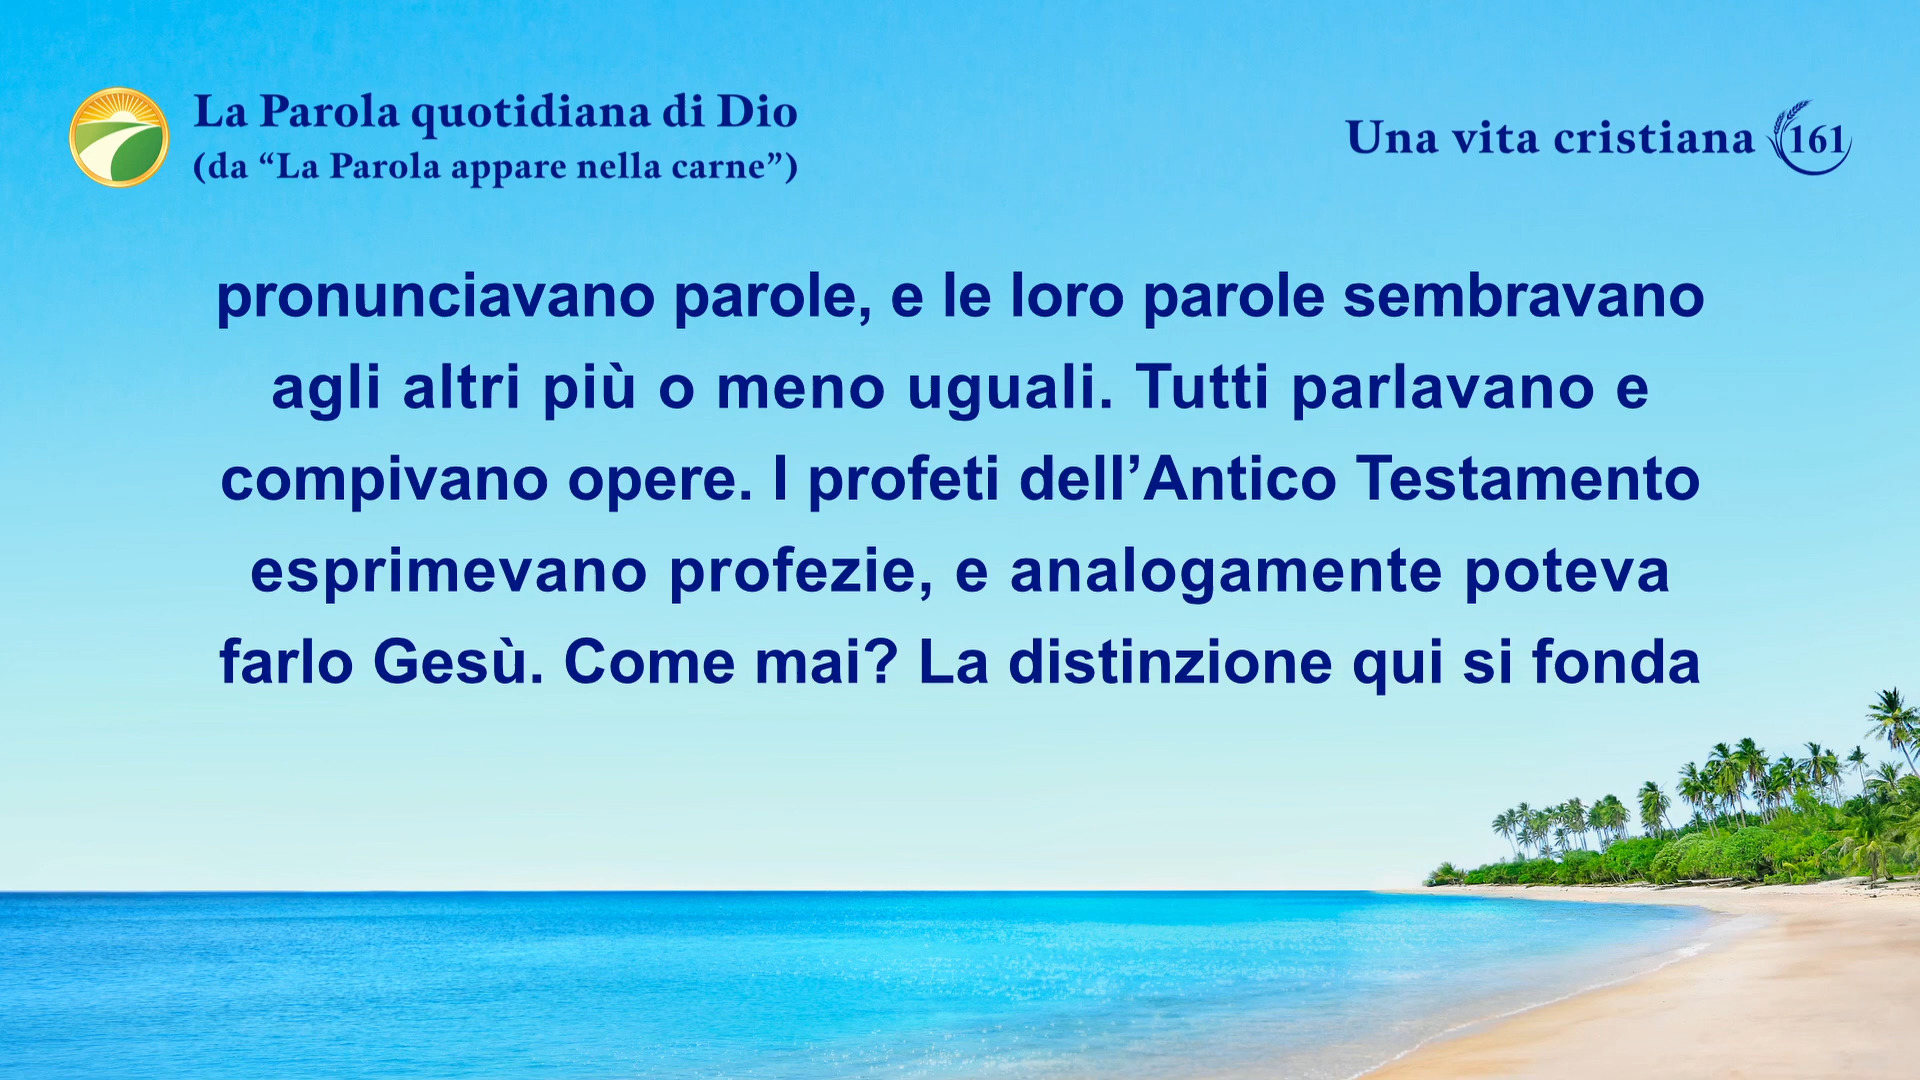 La Parola quotidiana di Dio
(da “La Parola appare nella carne”)
Una vita cristiana 161
pronunciavano parole, e le loro parole sembravano
agli altri più o meno uguali. Tutti parlavano e
compivano opere. I profeti dell’Antico Testamento
esprimevano profezie, e analogamente poteva
farlo Gesù. Come mai? La distinzione qui si fonda